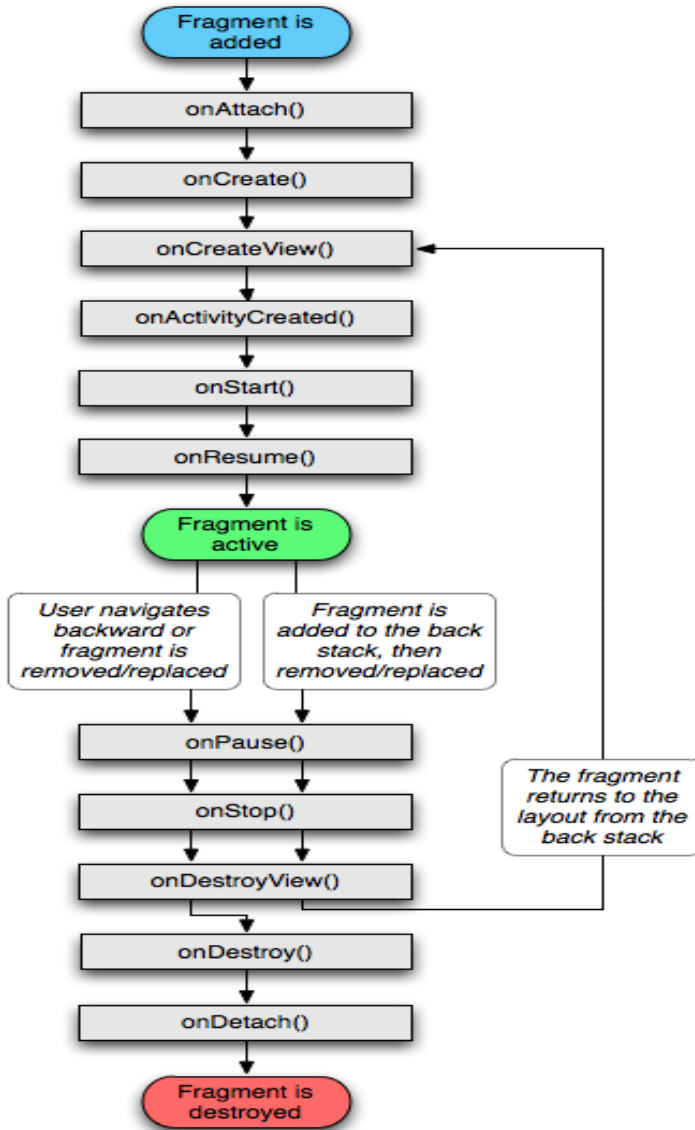 Fragment is
added
onAttach()
onCreate()
onCreateView()
onActivityCreated()
onStart()
onResume()
Fragment is
active
User navigates
backward or
fragment is
removed/replaced
Fragment is
added to the back
stack, then
removed/replaced
onPause()
The fragment
returns to the
layout from the
back stack
onStop()
onDestroyView()
onDestroy()
onDetach()
Fragment is
destroyed